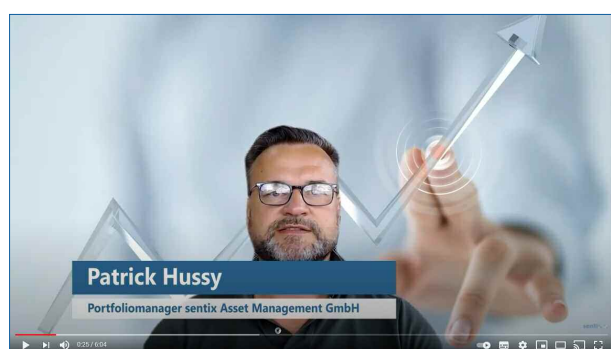 Patrick Hussy
Portfoliomanager sentix Asset Management GmbH
0:25 / 6:04